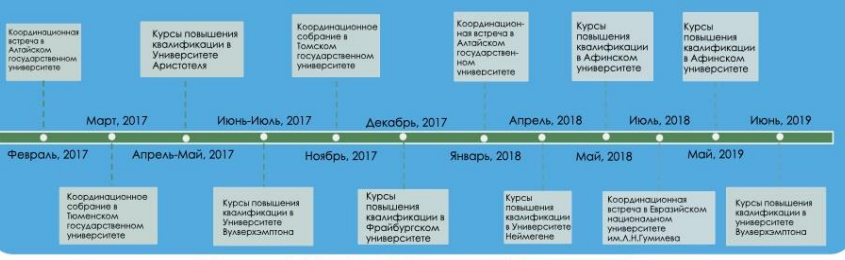 Координационная
встреча в
Алтайском
государственном
университете
Курсы повышения
квалификации в
Университете
Аристотеля
Координационное
собрание в
Томском
государственном
университете
Координацион-
ная встреча в
Алтайском
государствен-
ном
университете
Курсы
повышения
квалификации
в Афинском
университете
Курсы
повышения
квалификации
в Афинском
университете
Март, 2017
Июнь-Июль, 2017
Декабрь, 2017
Апрель, 2018
Июль, 2018
Июнь, 2019
Февраль, 2017
Апрель-Май, 2017
Ноябрь, 2017
Январь, 2018
Май, 2018
Май, 2019
Координационное
собрание в
Тюменском
государственном
университете
Курсы повышения
квалификации в
Университете
Вулверхэмптона
Курсы
повышения
квалификации в
Фрайбургском
университете
Курсы
повышения
квалификации
в Университете
Неймегене
Координационная
встреча в Евразийском
национальном
университете
им.Л.Н.Гумилева
Курсы повышения
квалификации в
Университете
Вулверхэмптона